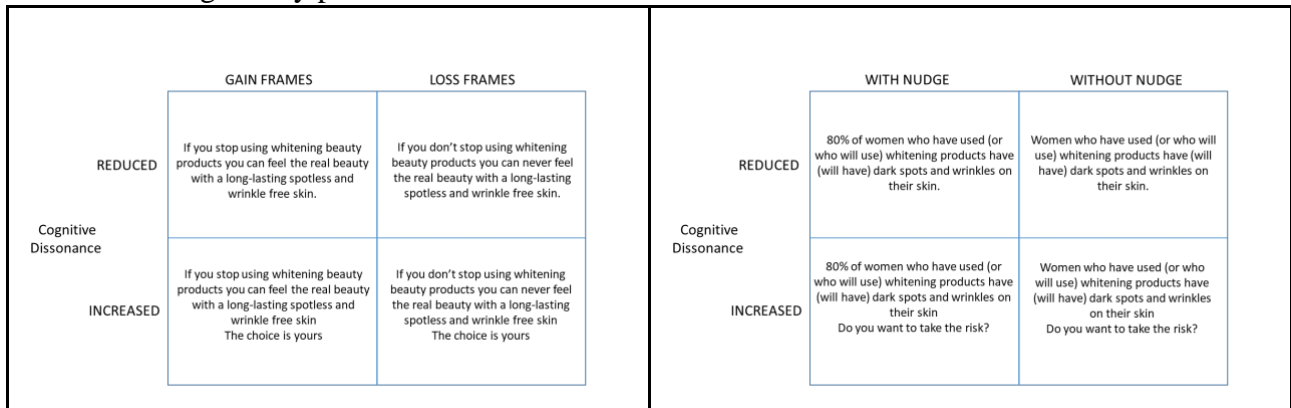 GAIN FRAMES
LOSS FRAMES
REDUCED
If you stop using whitening beauty
products you can feel the real beauty
with a long-lasting spotless and
wrinkle free skin.
If you don't stop using whitening
beauty products you can never feel
the real beauty with a long-lasting
spotless and wrinkle free skin.
Cognitive
Dissonance
INCREASED
If you stop using whitening beauty
products you can feel the real beauty
with a long-lasting spotless and
wrinkle free skin
The choice is yours
If you don't stop using whitening
beauty products you can never feel
the real beauty with a long-lasting
spotless and wrinkle free skin
The choice is yours
WITH NUDGE
WITHOUT NUDGE
REDUCED
80% of women who have used (or
who will use) whitening products have
(will have) dark spots and wrinkles on
their skin.
Women who have used (or who will
use) whitening products have (will
have) dark spots and wrinkles on
their skin.
Cognitive
Dissonance
INCREASED
80% of women who have used (or
who will use) whitening products have
(will have) dark spots and wrinkles on
their skin
Do you want to take the risk?
Women who have used (or who
will use) whitening products have
(will have) dark spots and wrinkles
on their skin
Do you want to take the risk?